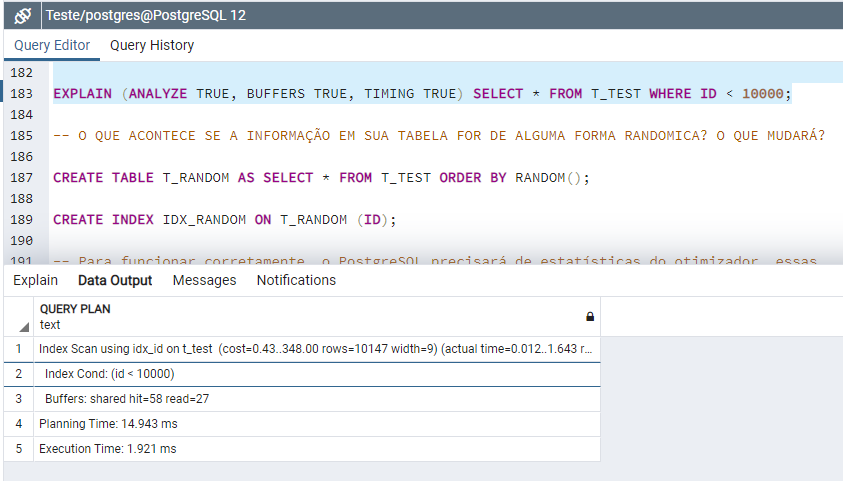 Teste/postgres@PostgreSQL 12
Query Editor Query History
182
183 EXPLAIN (ANALYZE TRUE, BUFFERS TRUE, TIMING TRUE) SELECT * FROM T_TEST WHERE ID < 10000;
184
185 -- O QUE ACONTECE SE A INFORMAÇÃO EM SUA TABELA FOR DE ALGUMA FORMA RANDOMICA? O QUE MUDARÁ?
186
187 CREATE TABLE T_RANDOM AS SELECT * FROM T_TEST ORDER BY RANDOM();
188
189 CREATE INDEX IDX_RANDOM ON T_RANDOM (ID);
190
191 -- Para funcionar corretamente, o PostgreSQL precisará de estatísticas do otimizador, essas
Explain Data Output Messages Notifications
QUERY PLAN
text
1 Index Scan using idx_id on t_test (cost=0.43..348.00 rows=10147 width=9) (actual time=0.012..1.643 r...
2 Index Cond: (id < 10000)
3 Buffers: shared hit=58 read=27
4 Planning Time: 14.943 ms
5 Execution Time: 1.921 ms